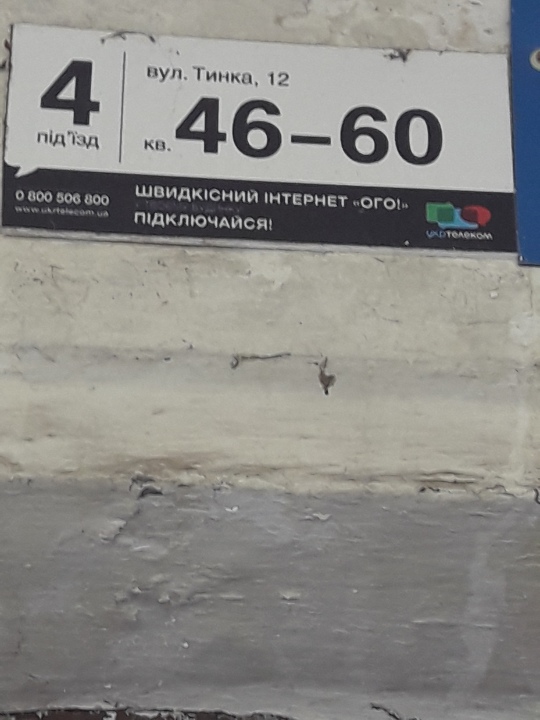 4
під'їзд
вул. Тинка, 12
кв. 46–60
0 800 506 800
www.ukrtelecom.ua
ШВИДКІСНИЙ ІНТЕРНЕТ «ОГО!»
ПІДКЛЮЧАЙСЯ!
укртелеком